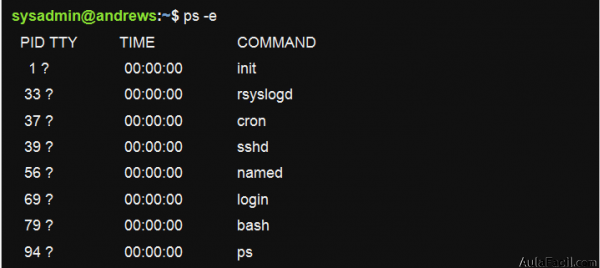 sysadmin@andrews:~$ ps -e
PID TTY TIME COMMAND
1 ? 00:00:00 init
33 ? 00:00:00 rsyslogd
37 ? 00:00:00 cron
39 ? 00:00:00 sshd
56 ? 00:00:00 named
69 ? 00:00:00 login
79 ? 00:00:00 bash
94 ? 00:00:00 ps
AulaFacil.com